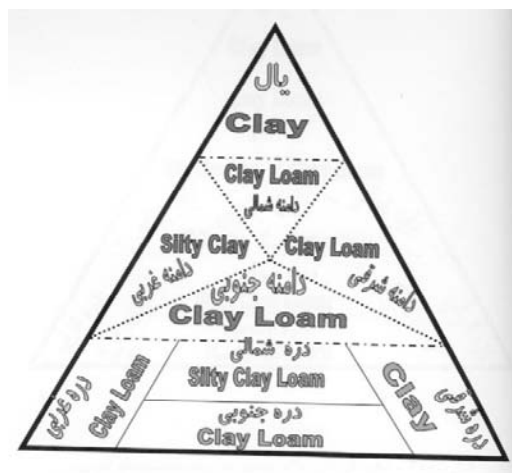 یال
Clay
Clay Loam
دامنه شمالی
Silty Clay
دامنه غربی
Clay Loam
دامنه شرقی
دامنه جنوبی
Clay Loam
دره غربی
Clay Loam
دره شمالی
Silty Clay Loam
دره جنوبی
Clay Loam
Clay
دره شرقی